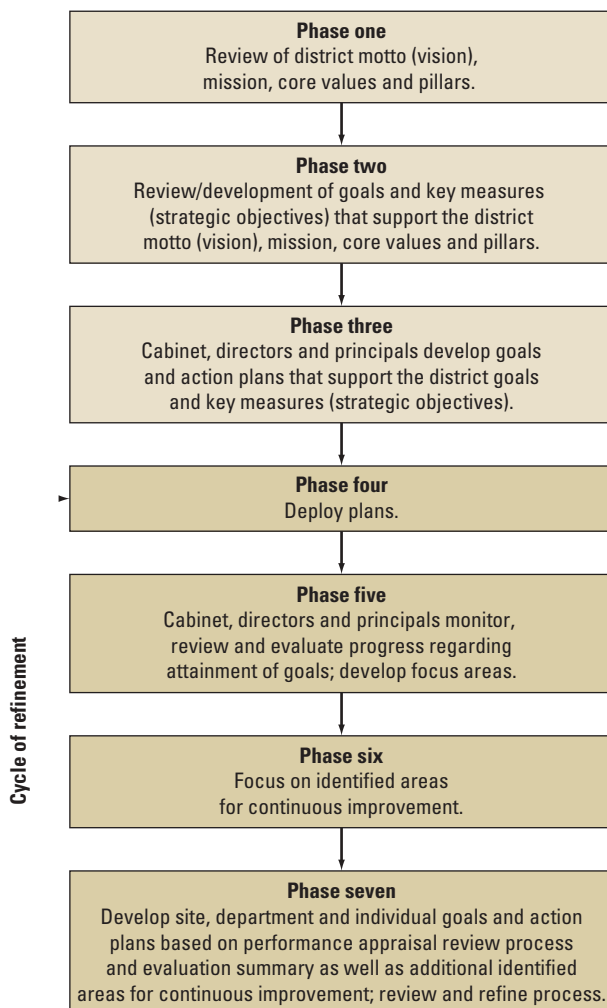 Phase one
Review of district motto (vision),
mission, core values and pillars.
Phase two
Review/development of goals and key measures
(strategic objectives) that support the district
motto (vision), mission, core values and pillars.
Phase three
Cabinet, directors and principals develop goals
and action plans that support the district goals
and key measures (strategic objectives).
Phase four
Deploy plans.
Cycle of refinement
Phase five
Cabinet, directors and principals monitor,
review and evaluate progress regarding
attainment of goals; develop focus areas.
Phase six
Focus on identified areas
for continuous improvement.
Phase seven
Develop site, department and individual goals and action
plans based on performance appraisal review process
and evaluation summary as well as additional identified
areas for continuous improvement; review and refine process.